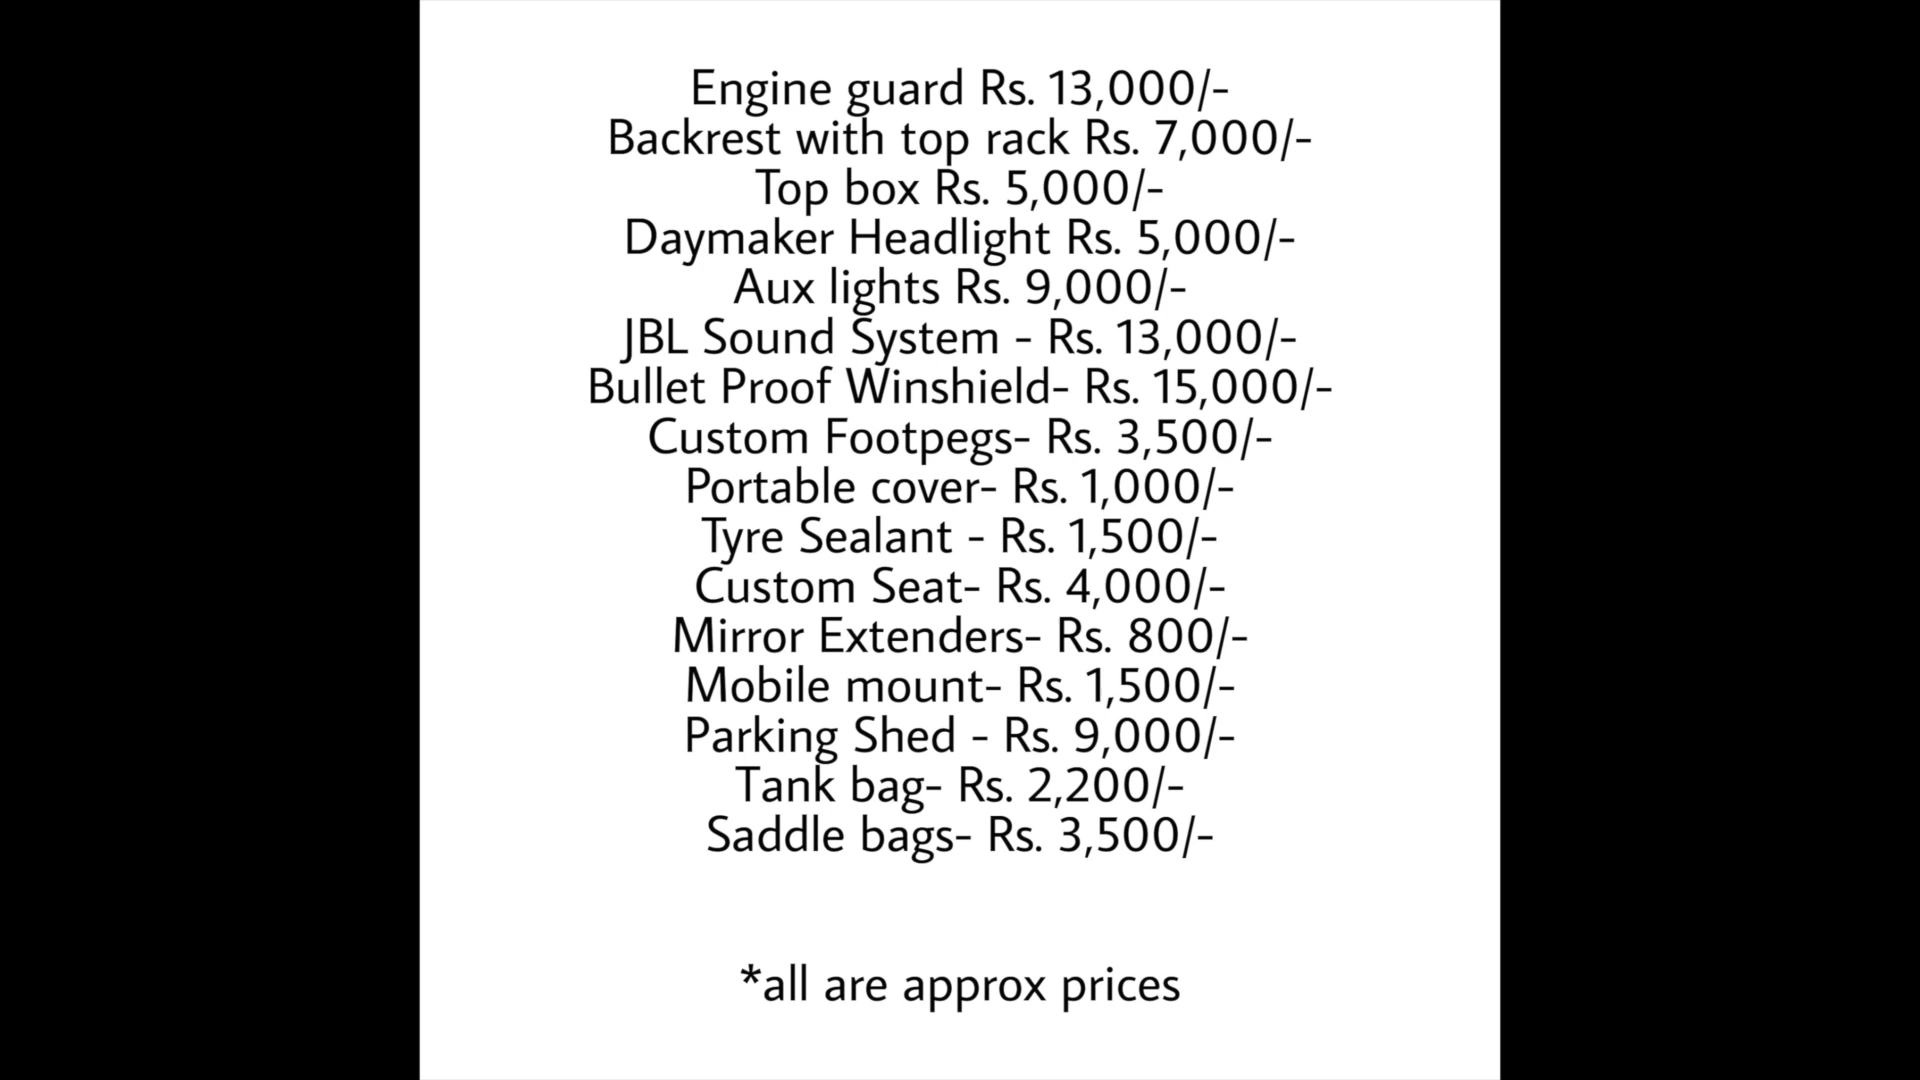 Engine guard Rs. 13,000/-
Backrest with top rack Rs. 7,000/-
Top box Rs. 5,000/-
Daymaker Headlight Rs. 5,000/-
Aux lights Rs. 9,000/-
JBL Sound System - Rs. 13,000/-
Bullet Proof Winshield- Rs. 15,000/-
Custom Footpegs- Rs. 3,500/-
Portable cover- Rs. 1,000/-
Tyre Sealant - Rs. 1,500/-
Custom Seat- Rs. 4,000/-
Mirror Extenders- Rs. 800/-
Mobile mount- Rs. 1,500/-
Parking Shed - Rs. 9,000/-
Tank bag- Rs. 2,200/-
Saddle bags- Rs. 3,500/-
*all are approx prices